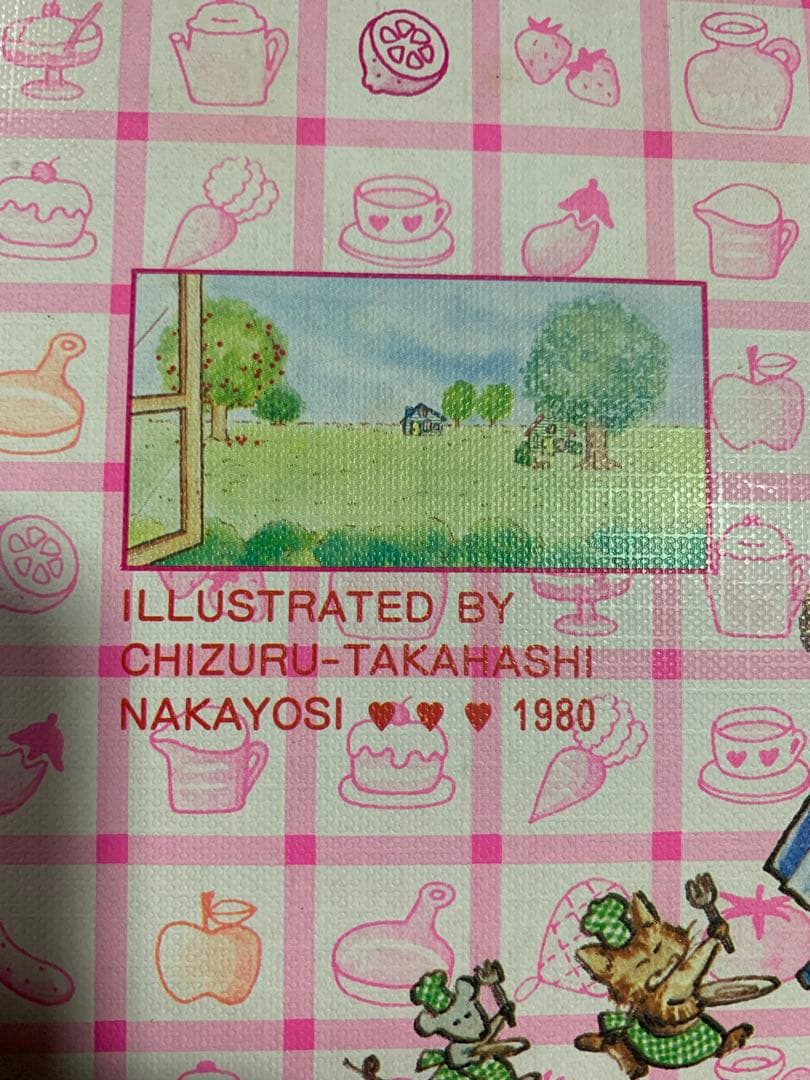 ILLUSTRATED BY
CHIZURU-TAKAHASHI
NAKAYOSI ♥ ♥ ♥ 1980